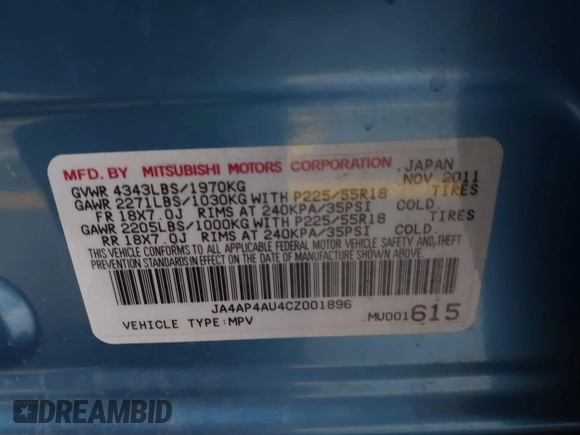 MFD. BY MITSUBISHI MOTORS CORPORATION, JAPAN
GVWR 4343LBS/1970KG NOV 2011
GAWR 2271LBS/1030KG WITH P225/55R18 TIRES
FR 18X7.0J RIMS AT 240KPA/35PSI COLD.
GAWR 2205LBS/1000KG WITH P225/55R18 TIRES
RR 18X7.0J RIMS AT 240KPA/35PSI COLD.
THIS VEHICLE CONFORMS TO ALL APPLICABLE FEDERAL MOTOR VEHICLE SAFETY AND THEFT
PREVENTION STANDARDS IN EFFECT ON THE DATE OF MANUFACTURE SHOWN ABOVE.
JA4AP4AU4CZ001896
VEHICLE TYPE:MPV MU001615
DREAMBID